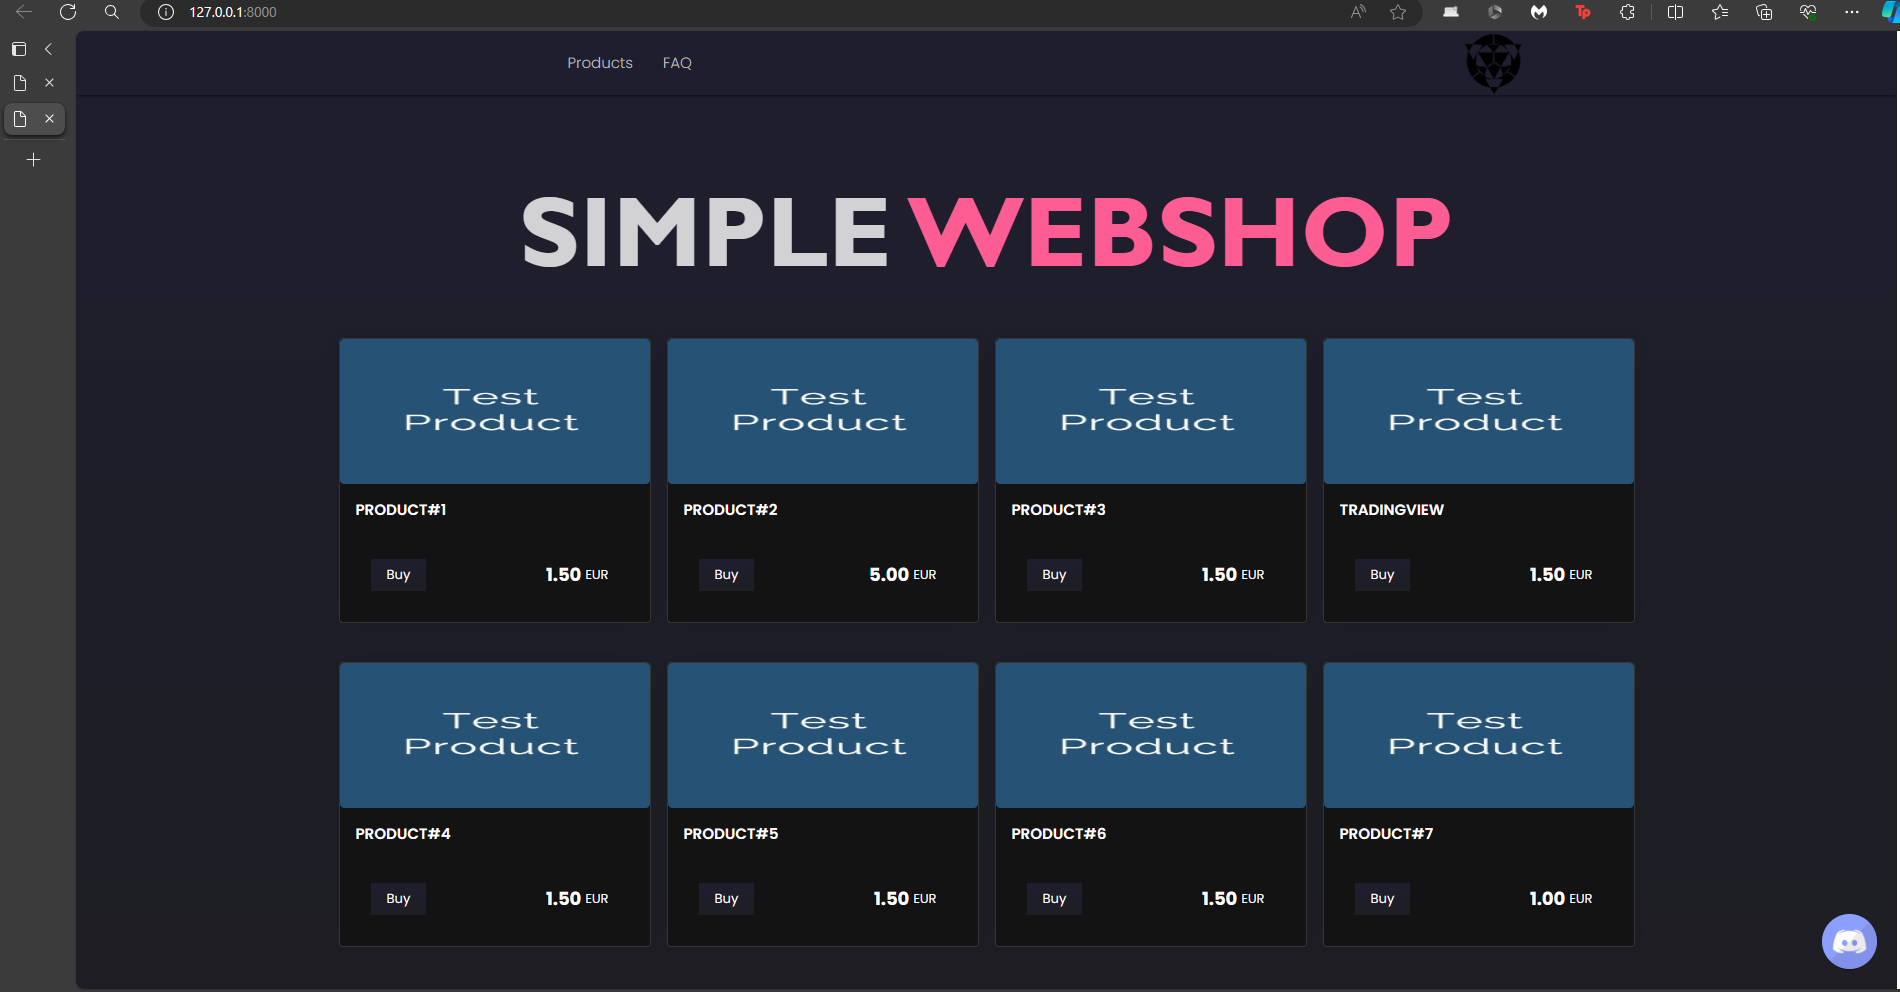 127.0.0.1:8000
Products FAQ
SIMPLE WEBSHOP
Test Test Test Test
Product Product Product Product
PRODUCT#1 PRODUCT#2 PRODUCT#3 TRADINGVIEW
Buy 1.50 EUR Buy 5.00 EUR Buy 1.50 EUR Buy 1.50 EUR
Test Test Test Test
Product Product Product Product
PRODUCT#4 PRODUCT#5 PRODUCT#6 PRODUCT#7
Buy 1.50 EUR Buy 1.50 EUR Buy 1.50 EUR Buy 1.00 EUR